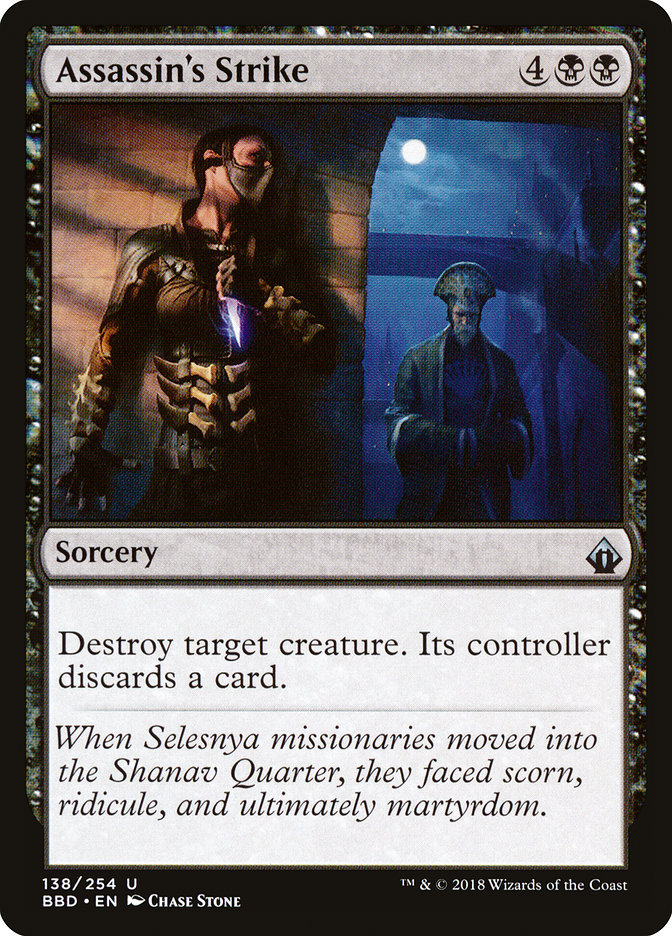 Assassin's Strike 4
Sorcery
Destroy target creature. Its controller
discards a card.
When Selesnya missionaries moved into
the Shanav Quarter, they faced scorn,
ridicule, and ultimately martyrdom.
138/254 U
™ & © 2018 Wizards of the Coast
BBD • EN Chase Stone